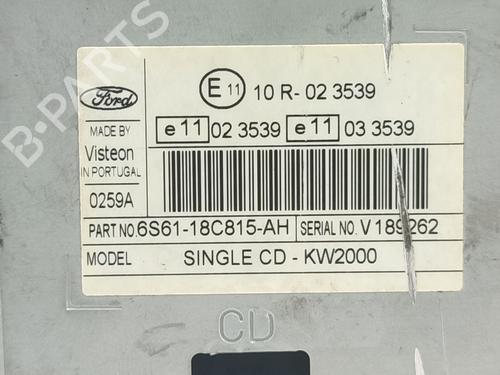 B-PARTS
Ford
E 11 10 R- 02 3539
e 11 02 3539 e 11 03 3539
MADE BY
Visteon
IN PORTUGAL
0259A
PART NO. 6S61-18C815-AH SERIAL NO. V 189262
MODEL SINGLE CD - KW2000
CD